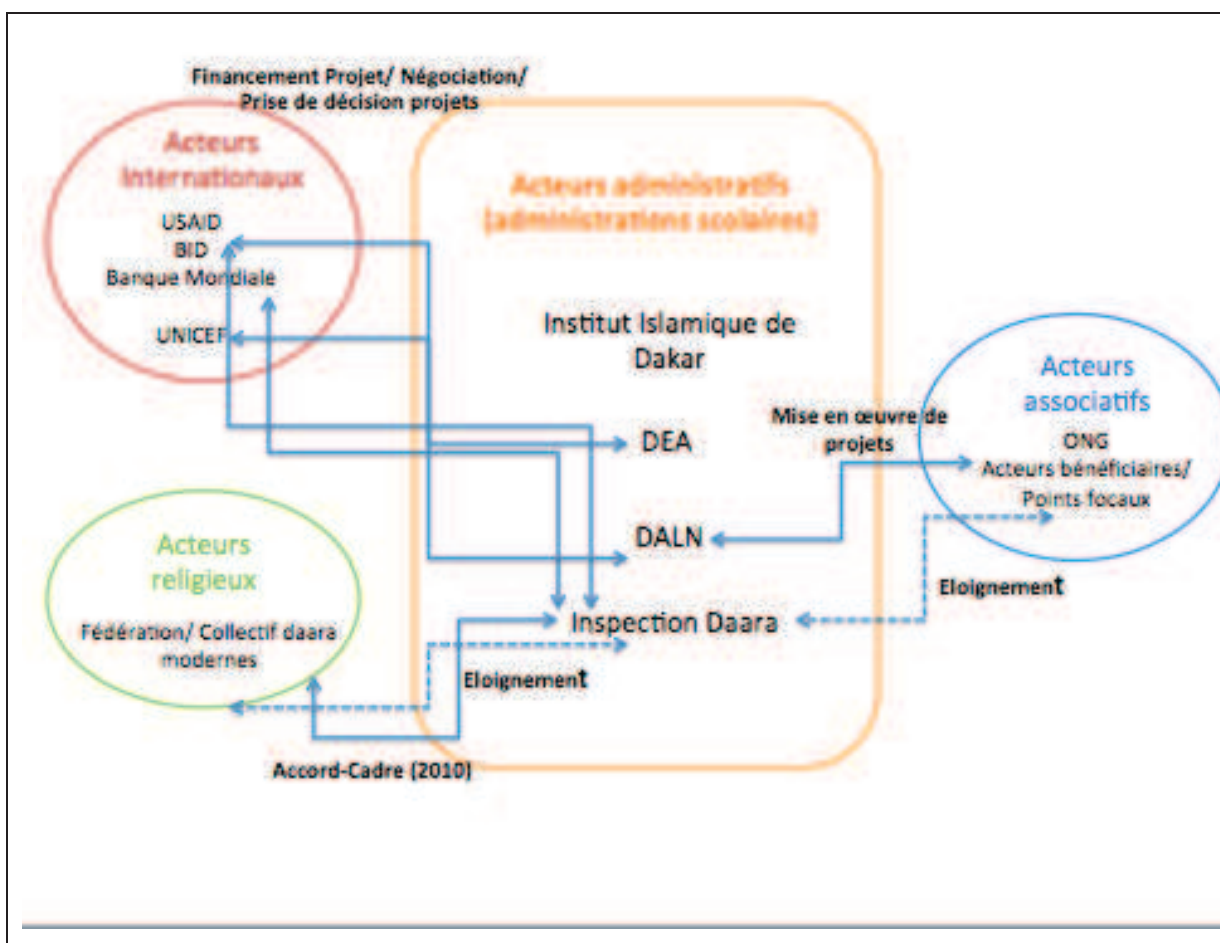 Financement Projet/ Négociation/
Prise de décision projets
Acteurs
Internationaux
USAID
BID
Banque Mondiale
UNICEF
Acteurs administratifs
(administrations scolaires)
Institut Islamique de
Dakar
DEA
DALN
Inspection Daara
Mise en œuvre de
projets
Acteurs
associatifs
ONG
Acteurs bénéficiaires/
Points focaux
Eloignement
Acteurs
religieux
Fédération/ Collectif daara
modernes
Eloignement
Accord-Cadre (2010)